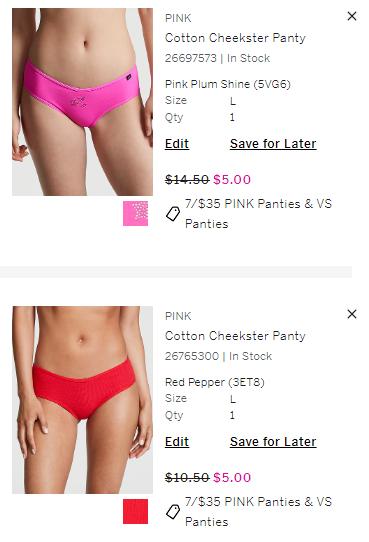 PINK
Cotton Cheekster Panty
26697573 | In Stock
Pink Plum Shine (5VG6)
Size L
Qty 1
Edit Save for Later
$14.50 $5.00
7/$35 PINK Panties & VS
Panties
PINK
Cotton Cheekster Panty
26765300 | In Stock
Red Pepper (3ET8)
Size L
Qty 1
Edit Save for Later
$10.50 $5.00
7/$35 PINK Panties & VS
Panties